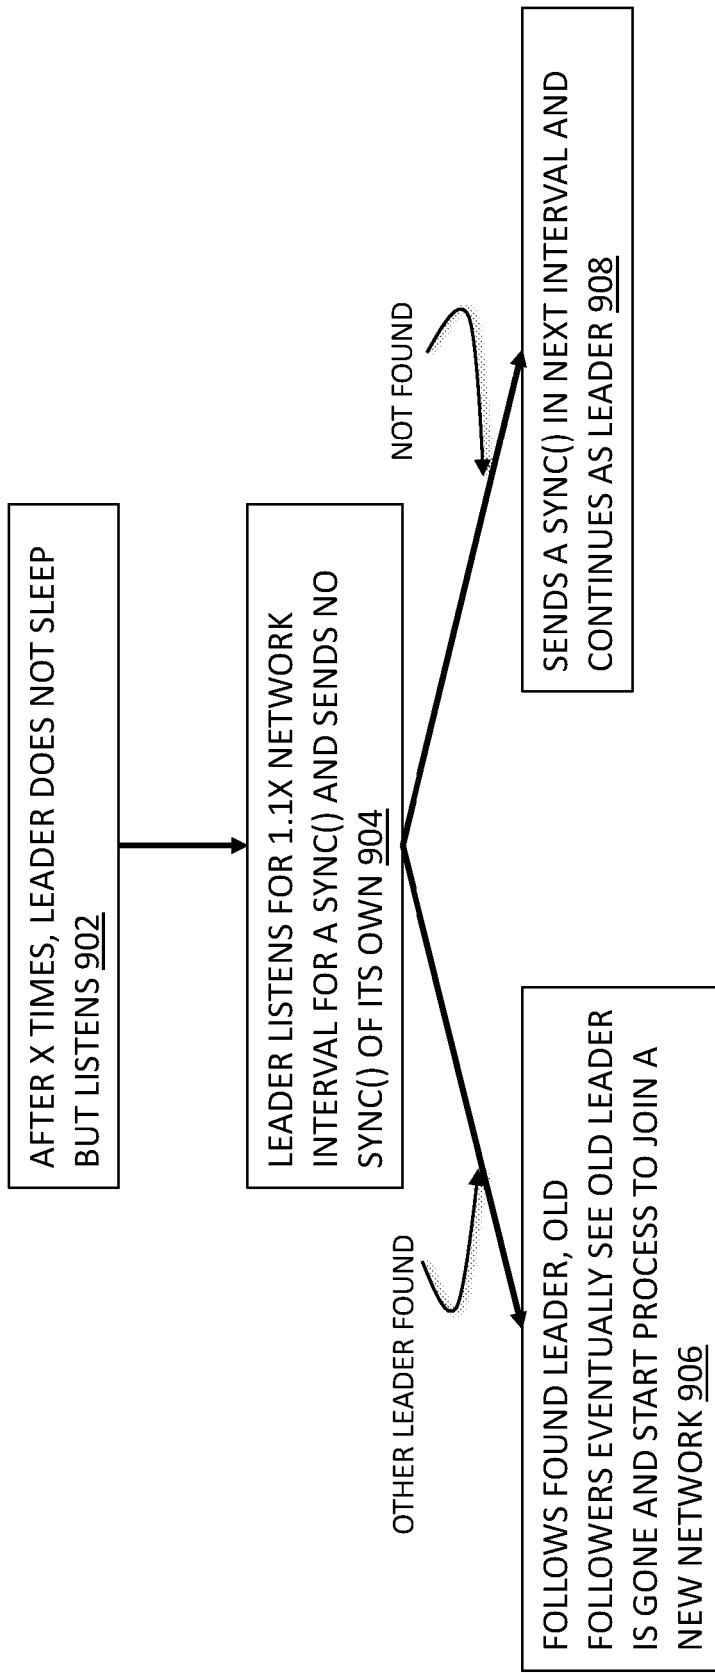 AFTER X TIMES, LEADER DOES NOT SLEEP
BUT LISTENS 902
LEADER LISTENS FOR 1.1X NETWORK
INTERVAL FOR A SYNC() AND SENDS NO
SYNC() OF ITS OWN 904
OTHER LEADER FOUND
NOT FOUND
FOLLOWS FOUND LEADER, OLD
FOLLOWERS EVENTUALLY SEE OLD LEADER
IS GONE AND START PROCESS TO JOIN A
NEW NETWORK 906
SENDS A SYNC() IN NEXT INTERVAL AND
CONTINUES AS LEADER 908